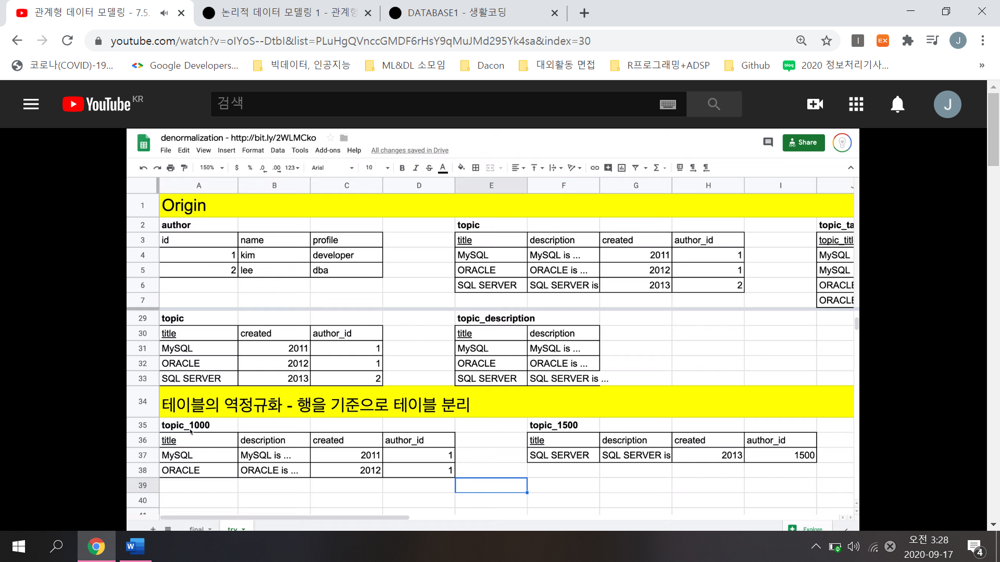 관계형 데이터 모델링 - 7.5.
논리적 데이터 모델링 1 - 관계형
DATABASE1 - 생활코딩
youtube.com/watch?v=oIYoS--DtbI&list=PLuHgQVnccGMDF6rHsY9qMuJMd295Yk4sa&index=30
EX
J
코로나(COVID)-19...
Google Developers...
빅데이터, 인공지능
ML&DL 소모임
Dacon
대외활동 면접
R프로그래밍+ADSP
Github
blog
2020 정보처리기사...
»
YouTube KR
검색
J
denormalization - http://bit.ly/2WLMCko
Share
File Edit View Insert Format Data Tools Add-ons Help All changes saved in Drive
150% $ % .0 .00 123 Arial 10 B I S A
A B C D E F G H I
1 Origin
2 author topic topic_ta
3 id name profile title description created author_id topic_titl
4 1 kim developer MySQL MySQL is ... 2011 1 MySQL
5 2 lee dba ORACLE ORACLE is ... 2012 1 MySQL
6 SQL SERVER SQL SERVER is 2013 2 ORACLE
7 ORACLE
29 topic topic_description
30 title created author_id title description
31 MySQL 2011 1 MySQL MySQL is ...
32 ORACLE 2012 1 ORACLE ORACLE is ...
33 SQL SERVER 2013 2 SQL SERVER SQL SERVER is ...
34 테이블의 역정규화 - 행을 기준으로 테이블 분리
35 topic_1000 topic_1500
36 title description created author_id title description created author_id
37 MySQL MySQL is ... 2011 1 SQL SERVER SQL SERVER is 2013 1500
38 ORACLE ORACLE is ... 2012 1
39
40
41
final try Explore
W
오전 3:28
2020-09-17
4